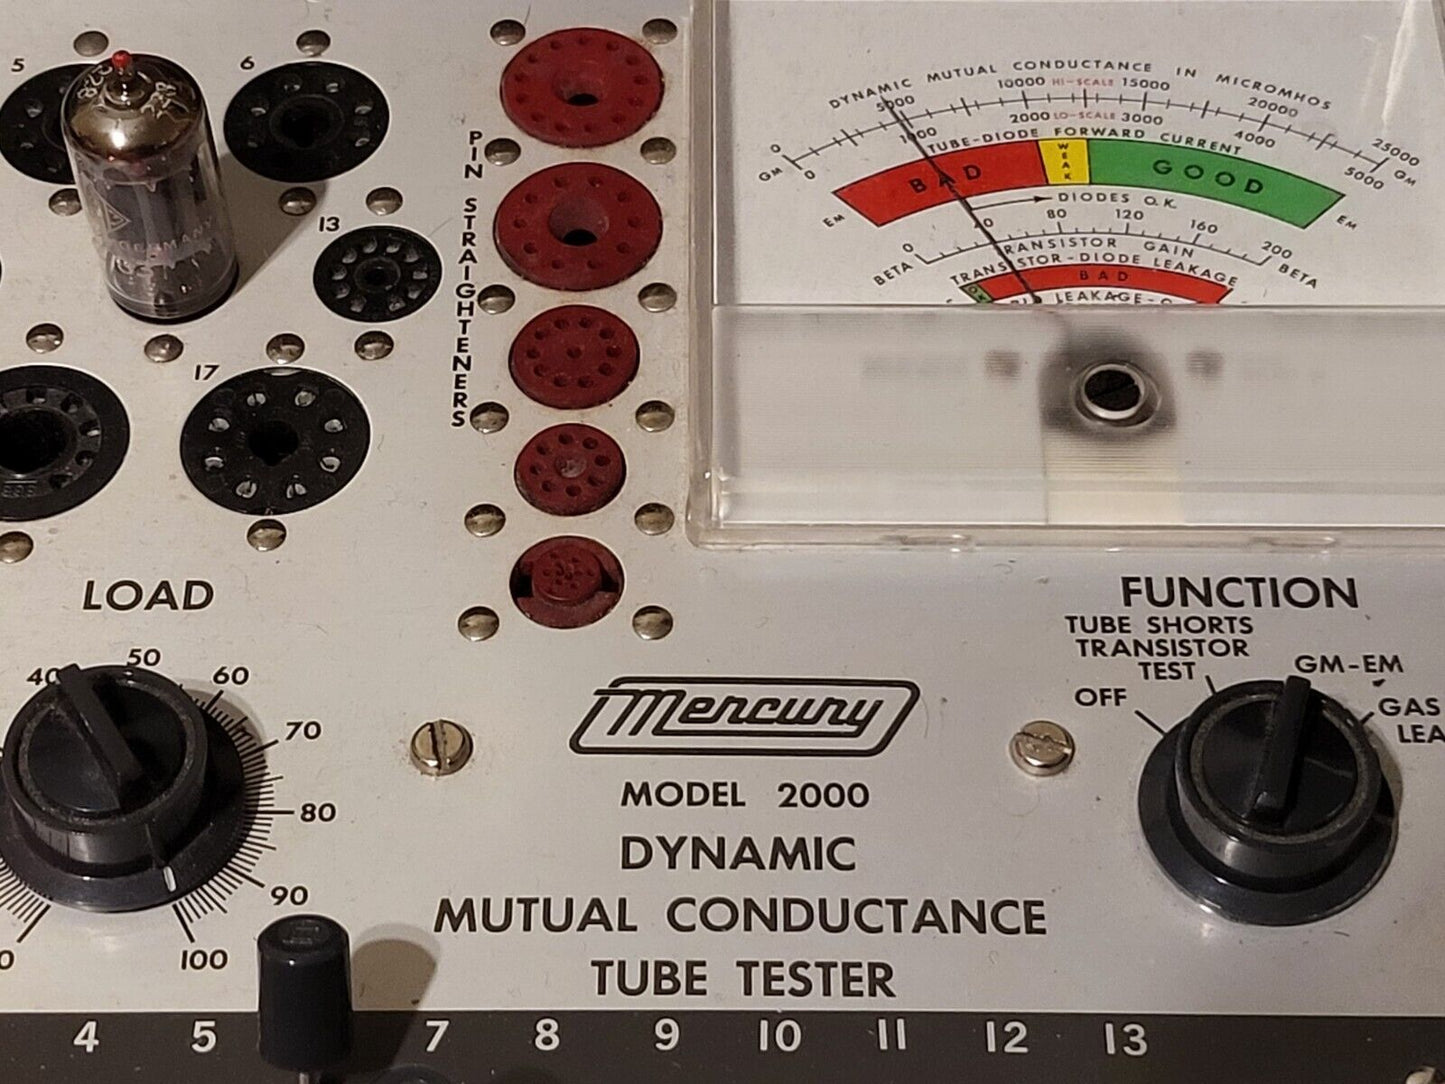 5
6
13
17
PIN STRAIGHTENERS
GERMANY
DYNAMIC MUTUAL CONDUCTANCE IN MICROMHOS
0 5000 10000 HI-SCALE 15000 20000 25000
GM 0 1000 2000 LO-SCALE 3000 4000 5000 GM
TUBE-DIODE FORWARD CURRENT
BAD WEAK GOOD
EM EM
DIODES O.K.
0 80 120 160 200
BETA TRANSISTOR GAIN BETA
TRANSISTOR-DIODE LEAKAGE
BAD
LEAKAGE
LOAD
40 50 60 70 80 90 100
FUNCTION
OFF
TUBE SHORTS
TRANSISTOR
TEST
GM-EM
GAS
Mercury
MODEL 2000
DYNAMIC
MUTUAL CONDUCTANCE
TUBE TESTER
4 5 7 8 9 10 11 12 13